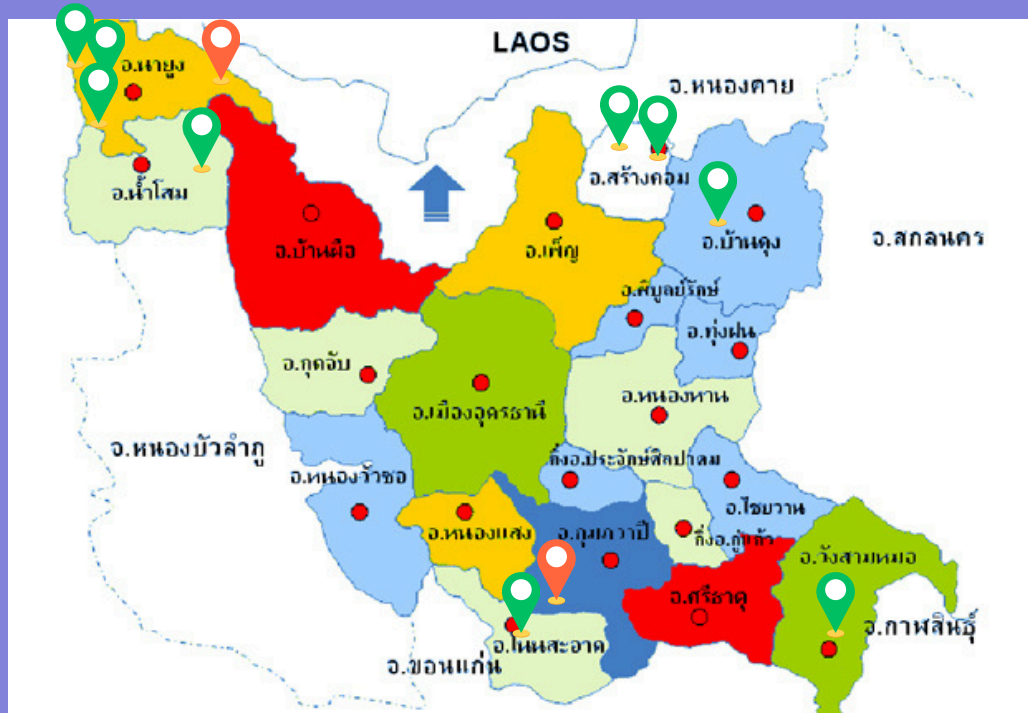 LAOS
อ.นายูง
อ.หนองคาย
อ.น้ำโสม
อ.สร้างคอม
อ.บ้านผือ
อ.เพ็ญ
อ.บ้านดุง
อ.สกลนคร
อ.พิบูลย์รักษ์
อ.ทุ่งฝน
อ.กุดจับ
อ.เมืองอุดรธานี
อ.หนองหาน
อ.หนองบัวลำภู
อ.หนองวัวซอ
กิ่งอ.ประจักษ์ศิลปาคม
อ.ไชยวาน
อ.หนองแสง
อ.กุมภวาปี
กิ่งอ.กู่แก้ว
อ.วังสามหมอ
อ.ศรีธาตุ
อ.กาฬสินธุ์
อ.โนนสะอาด
อ.ขอนแก่น